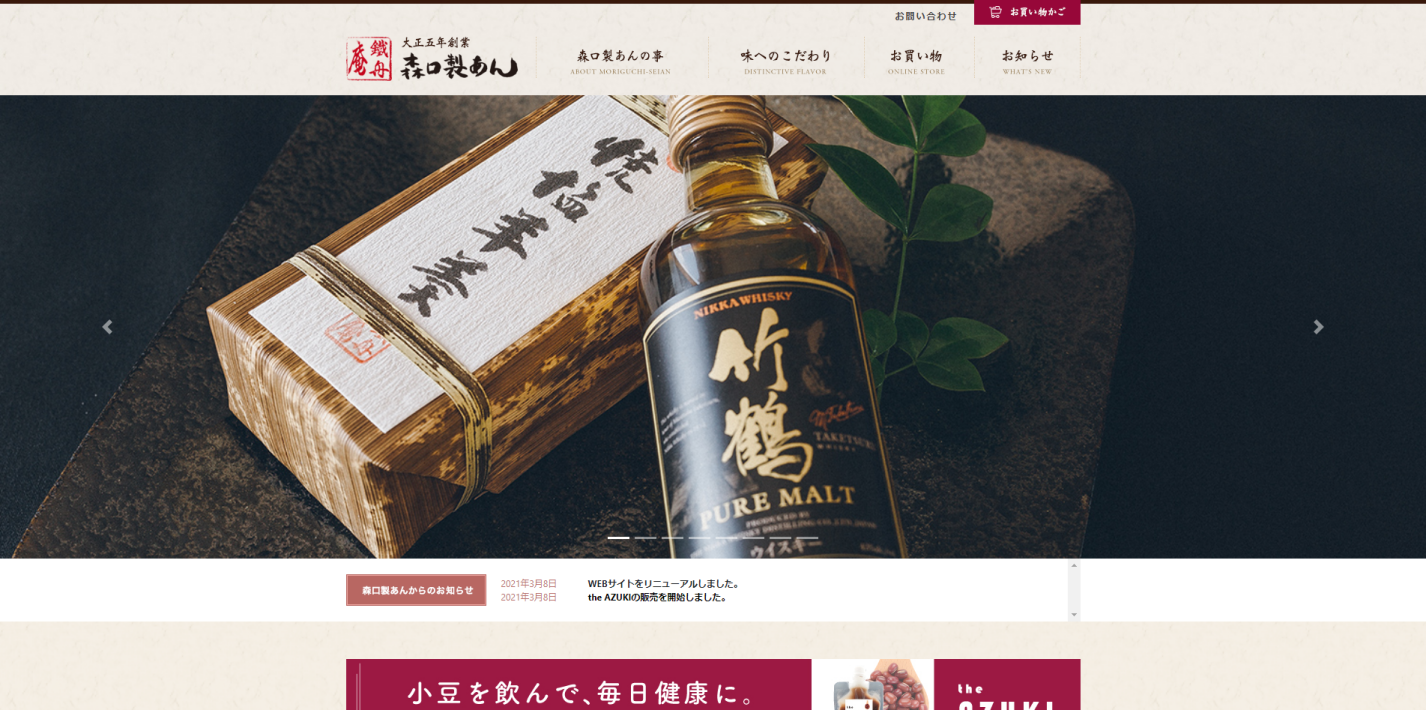 お問い合わせ
お買い物かご
鐵舟庵
大正五年創業
森口製あん
森口製あんの事
ABOUT MORIGUCHI-SEIAN
味へのこだわり
DISTINCTIVE FLAVOR
お買い物
ONLINE STORE
お知らせ
WHAT'S NEW
NIKKA WHISKY
竹鶴
TAKETSURU
WHISKY
PURE MALT
PRODUCED BY
ウイスキー
森口製あんからのお知らせ
2021年3月8日
WEBサイトをリニューアルしました。
2021年3月8日
the AZUKIの販売を開始しました。
小豆を飲んで、毎日健康に。
the
AZUKI